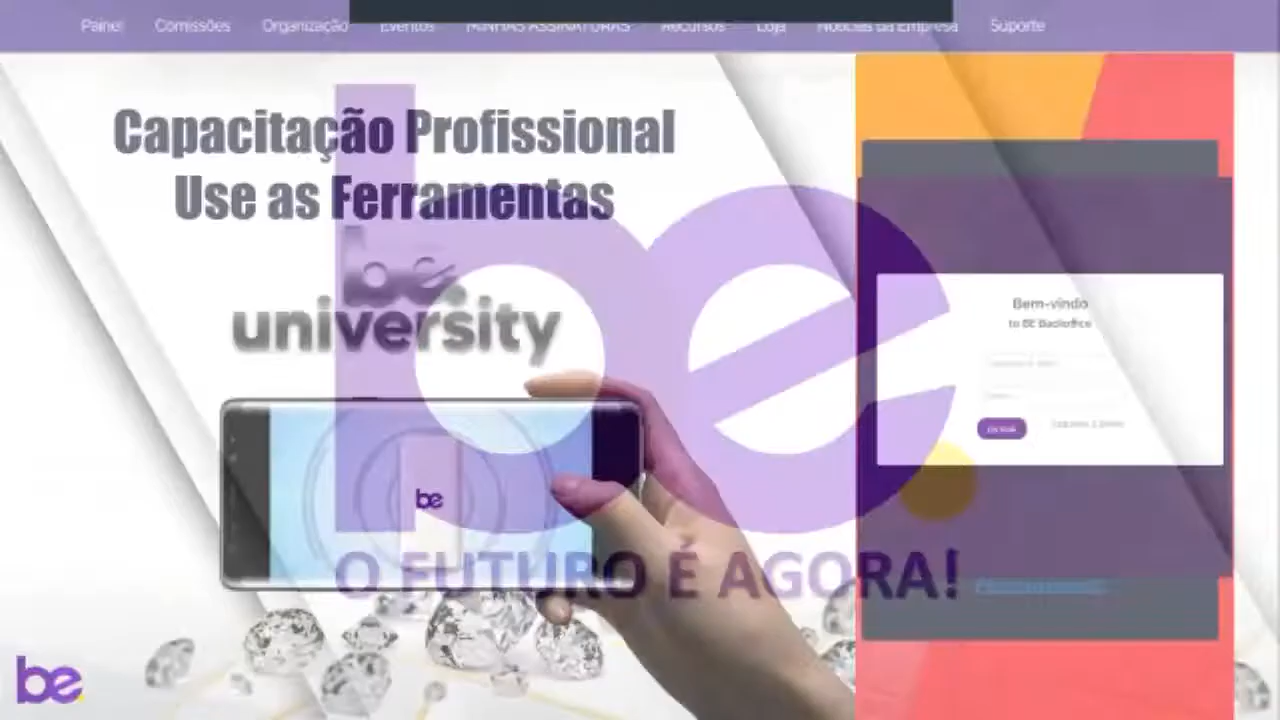 Painel Comissões Organização Eventos MINHAS ASSINATURAS Recursos Loja Notícias da Empresa Suporte
Capacitação Profissional
Use as Ferramentas
be
university
be
be
O FUTURO É AGORA!
Bem-vindo
to BE Backoffice
be